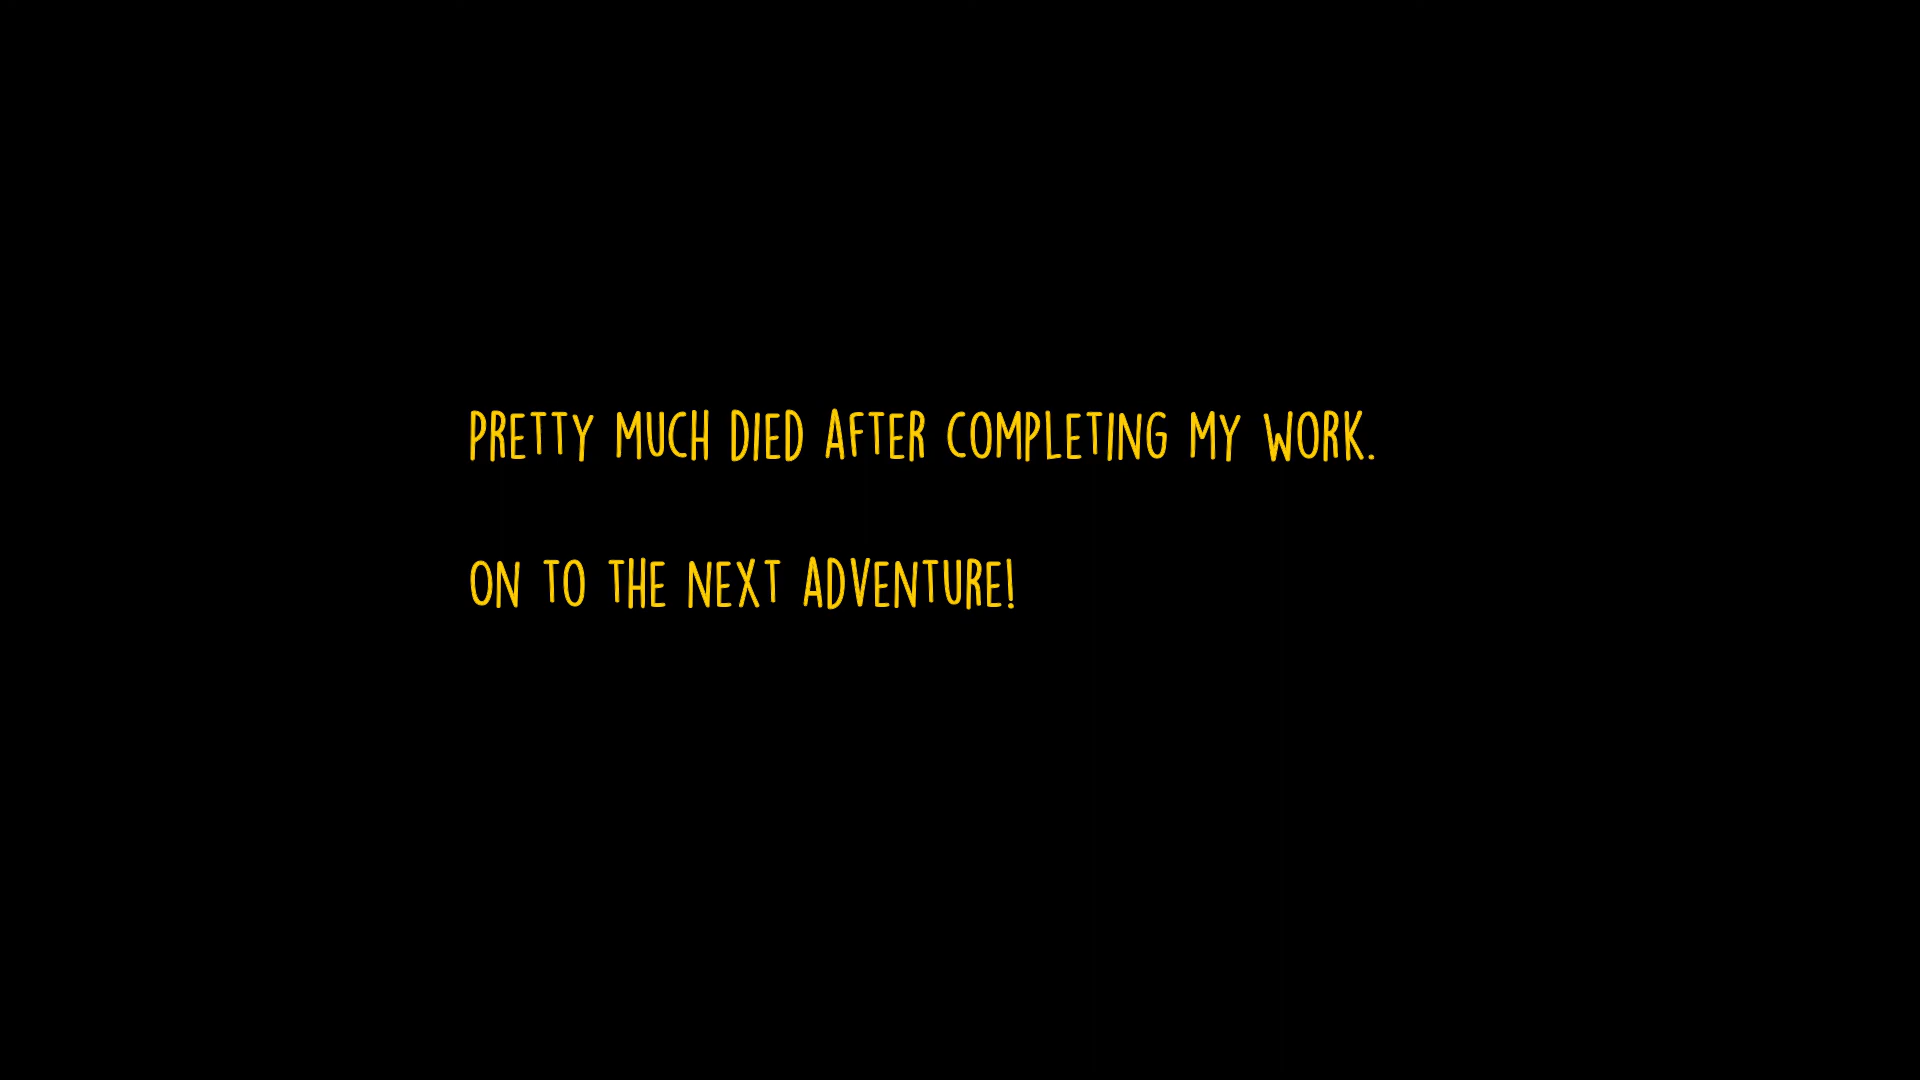 PRETTY MUCH DIED AFTER COMPLETING MY WORK.
ON TO THE NEXT ADVENTURE!